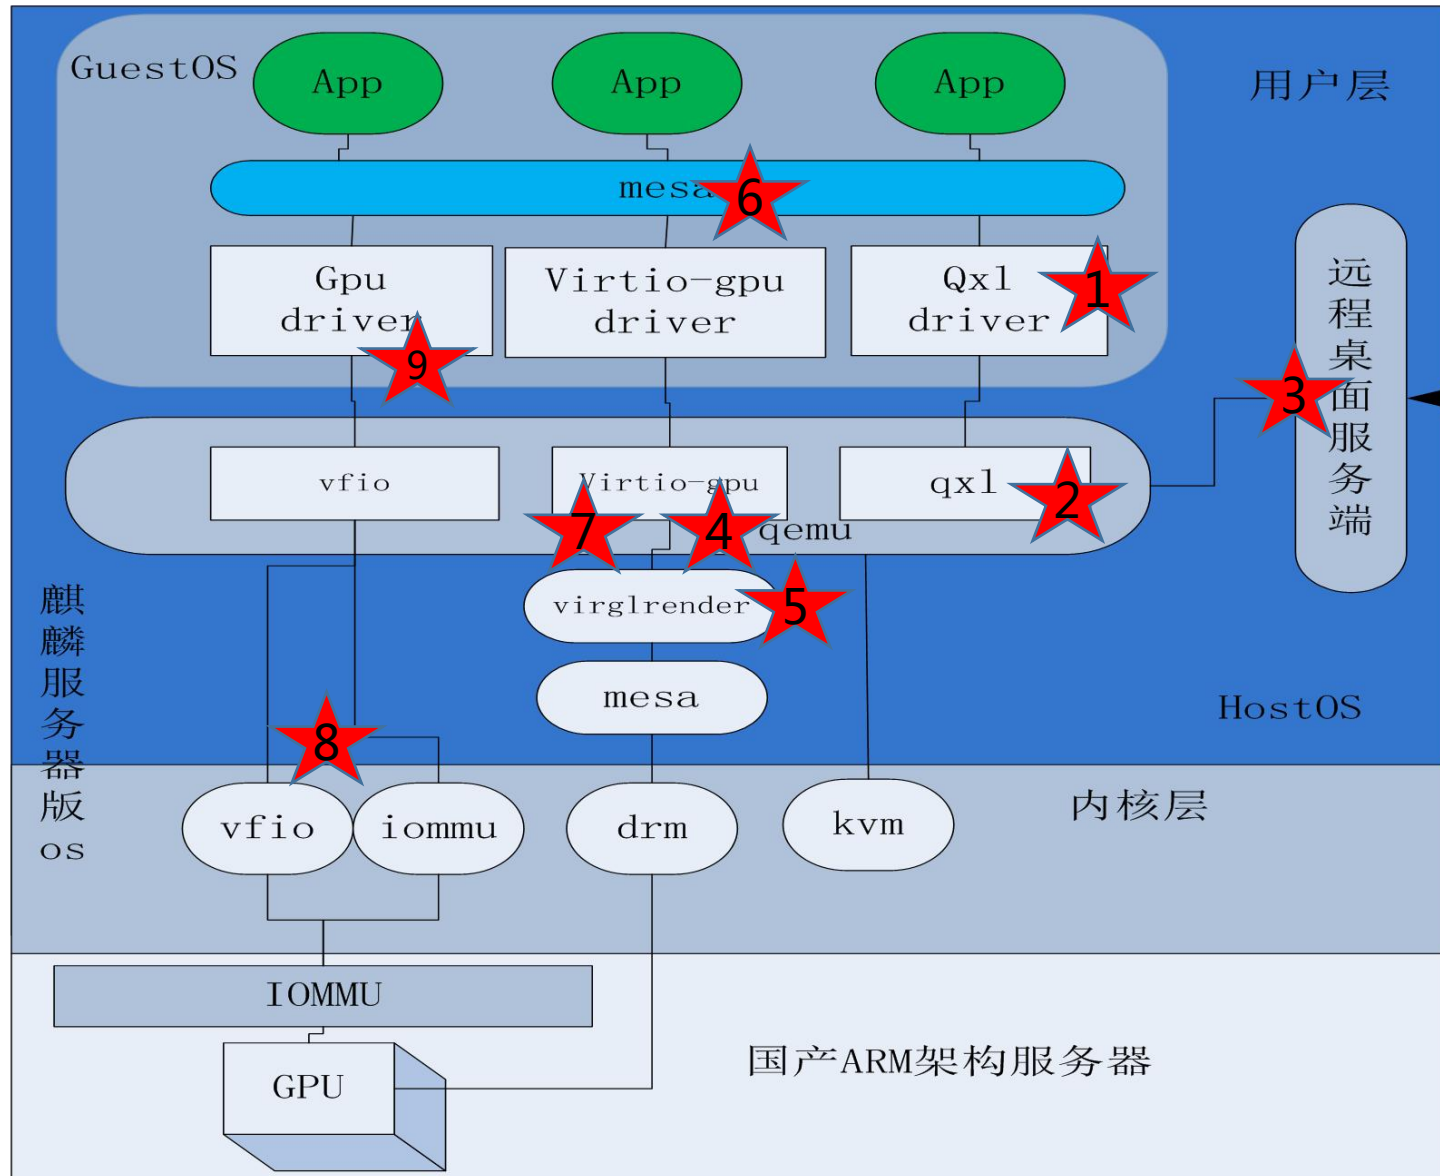 GuestOS
App
App
App
用户层
mesa
6
Gpu
driver
9
Virtio-gpu
driver
Qxl
driver
1
远程桌面服务端
3
vfio
Virtio-gpu
7
4
qemu
qxl
2
virglrender
5
mesa
HostOS
麒麟服务器版
os
8
vfio
iommu
drm
kvm
内核层
IOMMU
GPU
国产ARM架构服务器